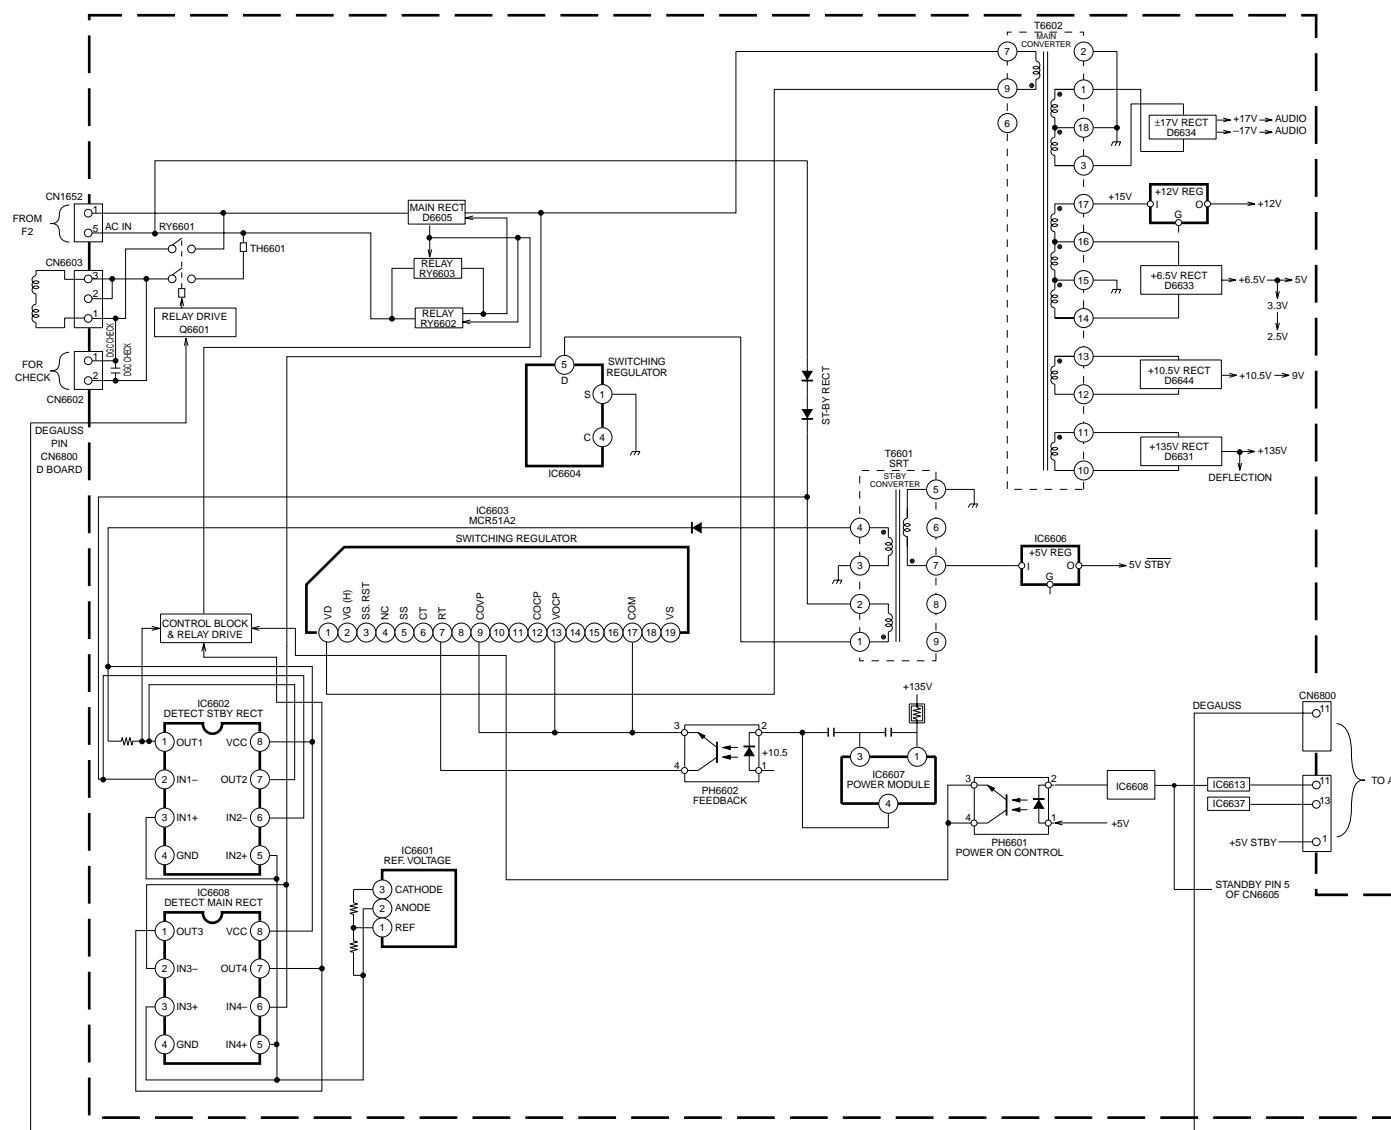 T6602
MAIN
CONVERTER
7
2
9
1
6
18
3
±17V RECT
D6634
+17V
AUDIO
–17V
AUDIO
17
+15V
+12V REG
I
O
G
+12V
16
15
14
+6.5V RECT
D6633
+6.5V
5V
3.3V
2.5V
13
12
+10.5V RECT
D6644
+10.5V
9V
11
10
+135V RECT
D6631
+135V
DEFLECTION
CN1652
FROM
F2
1
5
AC IN
RY6601
TH6601
MAIN RECT
D6605
RELAY
RY6603
RELAY
RY6602
CN6603
3
2
1
RELAY DRIVE
Q6601
DGC CHECK
DGC CHECK
FOR
CHECK
1
2
CN6602
DEGAUSS
PIN
CN6800
D BOARD
5
D
SWITCHING
REGULATOR
S
1
C
4
IC6604
ST-BY RECT
T6601
SRT
ST-BY
CONVERTER
4
3
2
1
5
6
7
8
9
IC6606
+5V REG
I
O
G
5V STBY
IC6603
MCR51A2
SWITCHING REGULATOR
VD
VG (H)
SS. RST
NC
SS
CT
RT
COVP
COCP
VOCP
COM
VS
1
2
3
4
5
6
7
8
9
10
11
12
13
14
15
16
17
18
19
CONTROL BLOCK
& RELAY DRIVE
IC6602
DETECT STBY RECT
1 OUT1
VCC 8
2 IN1–
OUT2 7
3 IN1+
IN2– 6
4 GND
IN2+ 5
IC6608
DETECT MAIN RECT
1 OUT3
VCC 8
2 IN3–
OUT4 7
3 IN3+
IN4– 6
4 GND
IN4+ 5
IC6601
REF. VOLTAGE
3 CATHODE
2 ANODE
1 REF
3
2
4
1
+10.5
PH6602
FEEDBACK
+135V
3
1
IC6607
POWER MODULE
4
3
2
4
1
+5V
PH6601
POWER ON CONTROL
IC6608
IC6613
IC6637
+5V STBY
STANDBY PIN 5
OF CN6605
DEGAUSS
CN6800
11
11
13
1
TO A